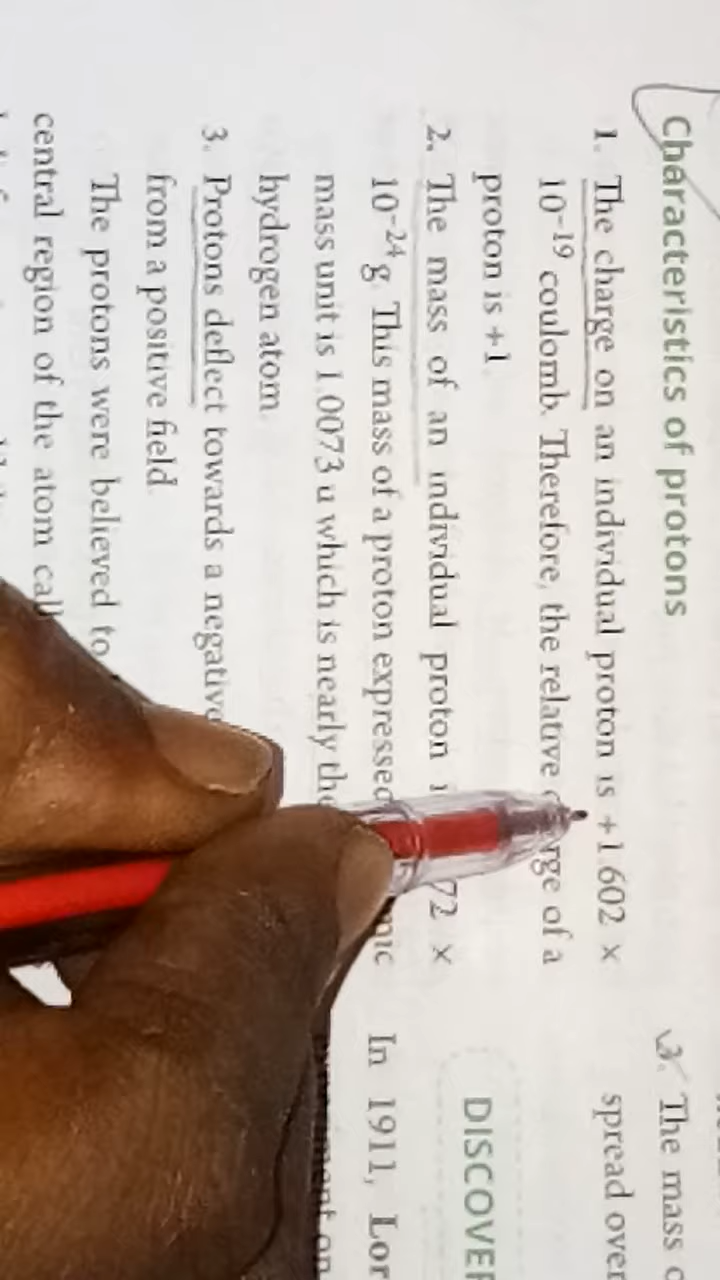 Characteristics of protons
1. The charge on an individual proton is +1.602 ×
10⁻¹⁹ coulomb. Therefore, the relative of a
proton is +1.
2. The mass of an individual proton 72 ×
10⁻²⁴ g. This mass of a proton expressed
mass unit is 1.0073 u which is nearly the
hydrogen atom.
3. Protons deflect towards a negative
from a positive field.
The protons were believed to
central region of the atom
3. The mass
spread over
DISCOVER
In 1911,